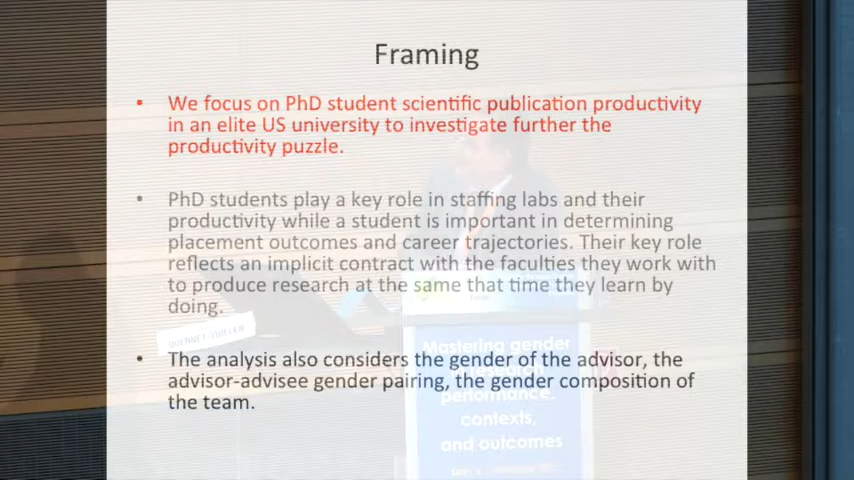 Framing
• We focus on PhD student scientific publication productivity
in an elite US university to investigate further the
productivity puzzle.
• PhD students play a key role in staffing labs and their
productivity while a student is important in determining
placement outcomes and career trajectories. Their key role
reflects an implicit contract with the faculties they work with
to produce research at the same that time they learn by
doing.
• The analysis also considers the gender of the advisor, the
advisor-advisee gender pairing, the gender composition of
the team.
Mastering gender
in research
performance,
contexts,
and outcomes